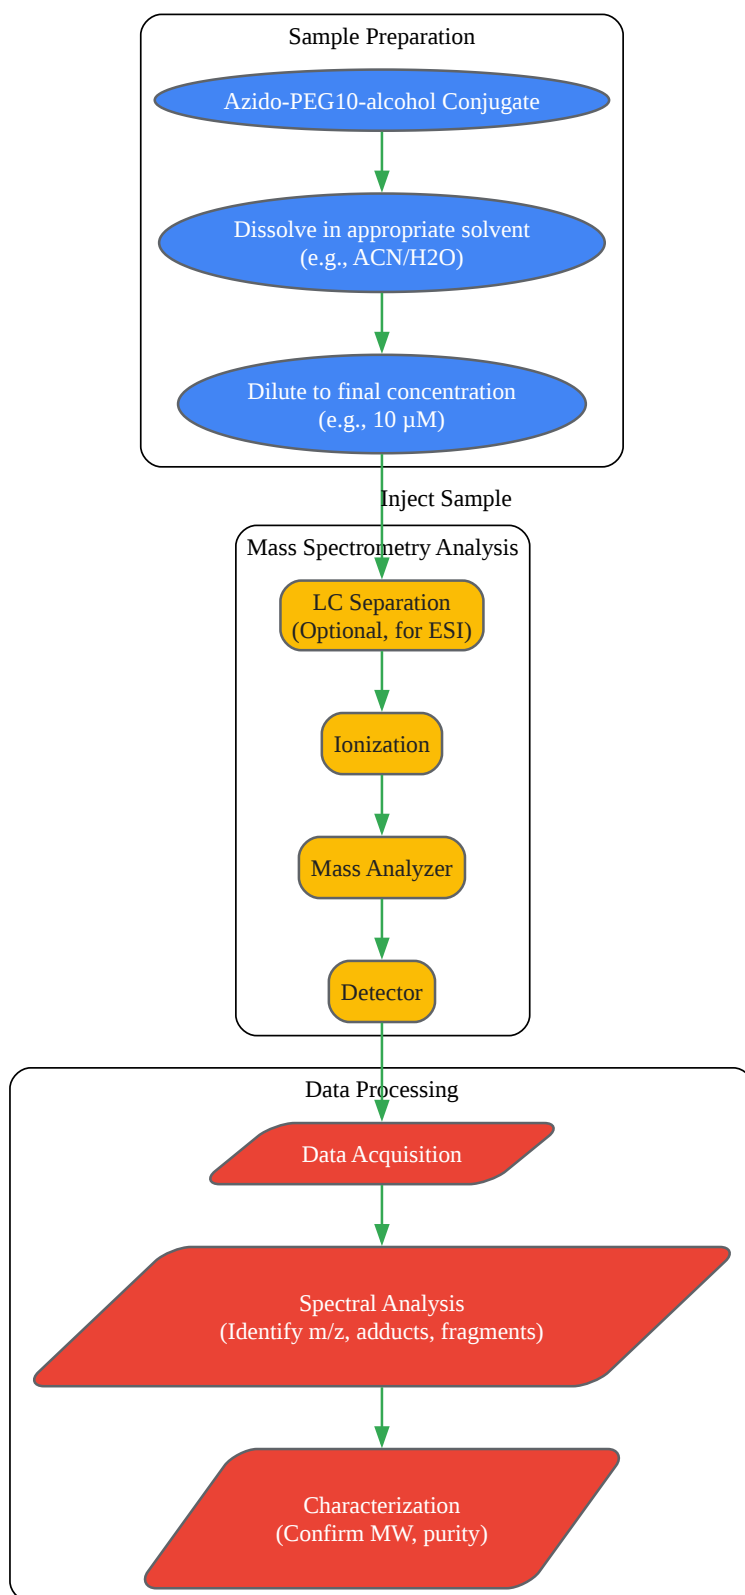 Sample Preparation
Azido-PEG10-alcohol Conjugate
Dissolve in appropriate solvent
(e.g., ACN/H2O)
Dilute to final concentration
(e.g., 10 µM)
Inject Sample
Mass Spectrometry Analysis
LC Separation
(Optional, for ESI)
Ionization
Mass Analyzer
Detector
Data Processing
Data Acquisition
Spectral Analysis
(Identify m/z, adducts, fragments)
Characterization
(Confirm MW, purity)